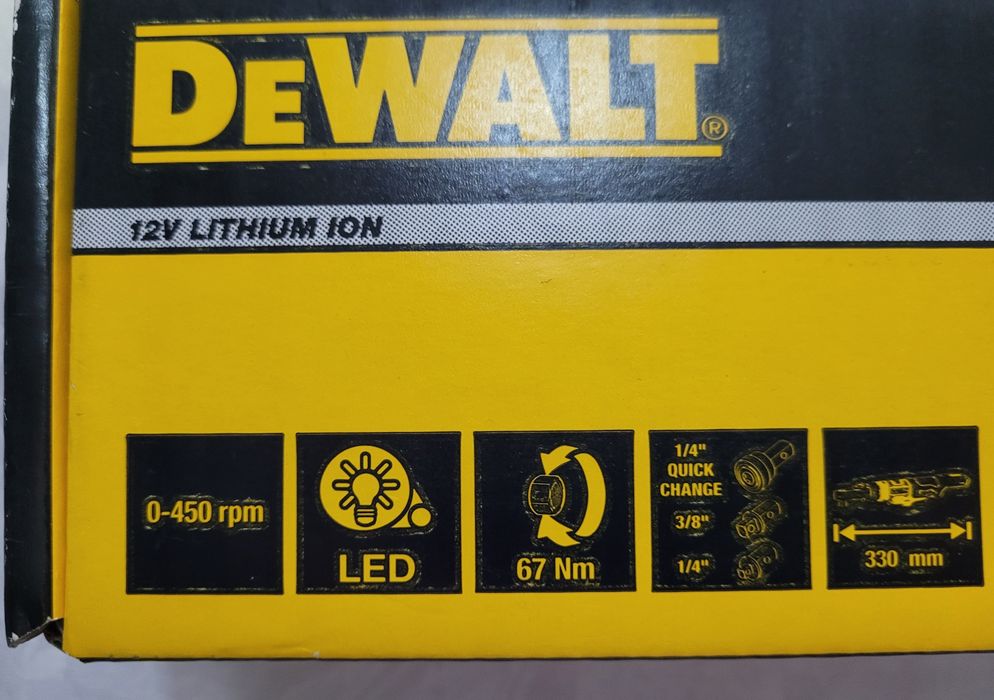 DEWALT®
12V LITHIUM ION
0-450 rpm
LED
67 Nm
1/4"
QUICK
CHANGE
3/8"
1/4"
330 mm